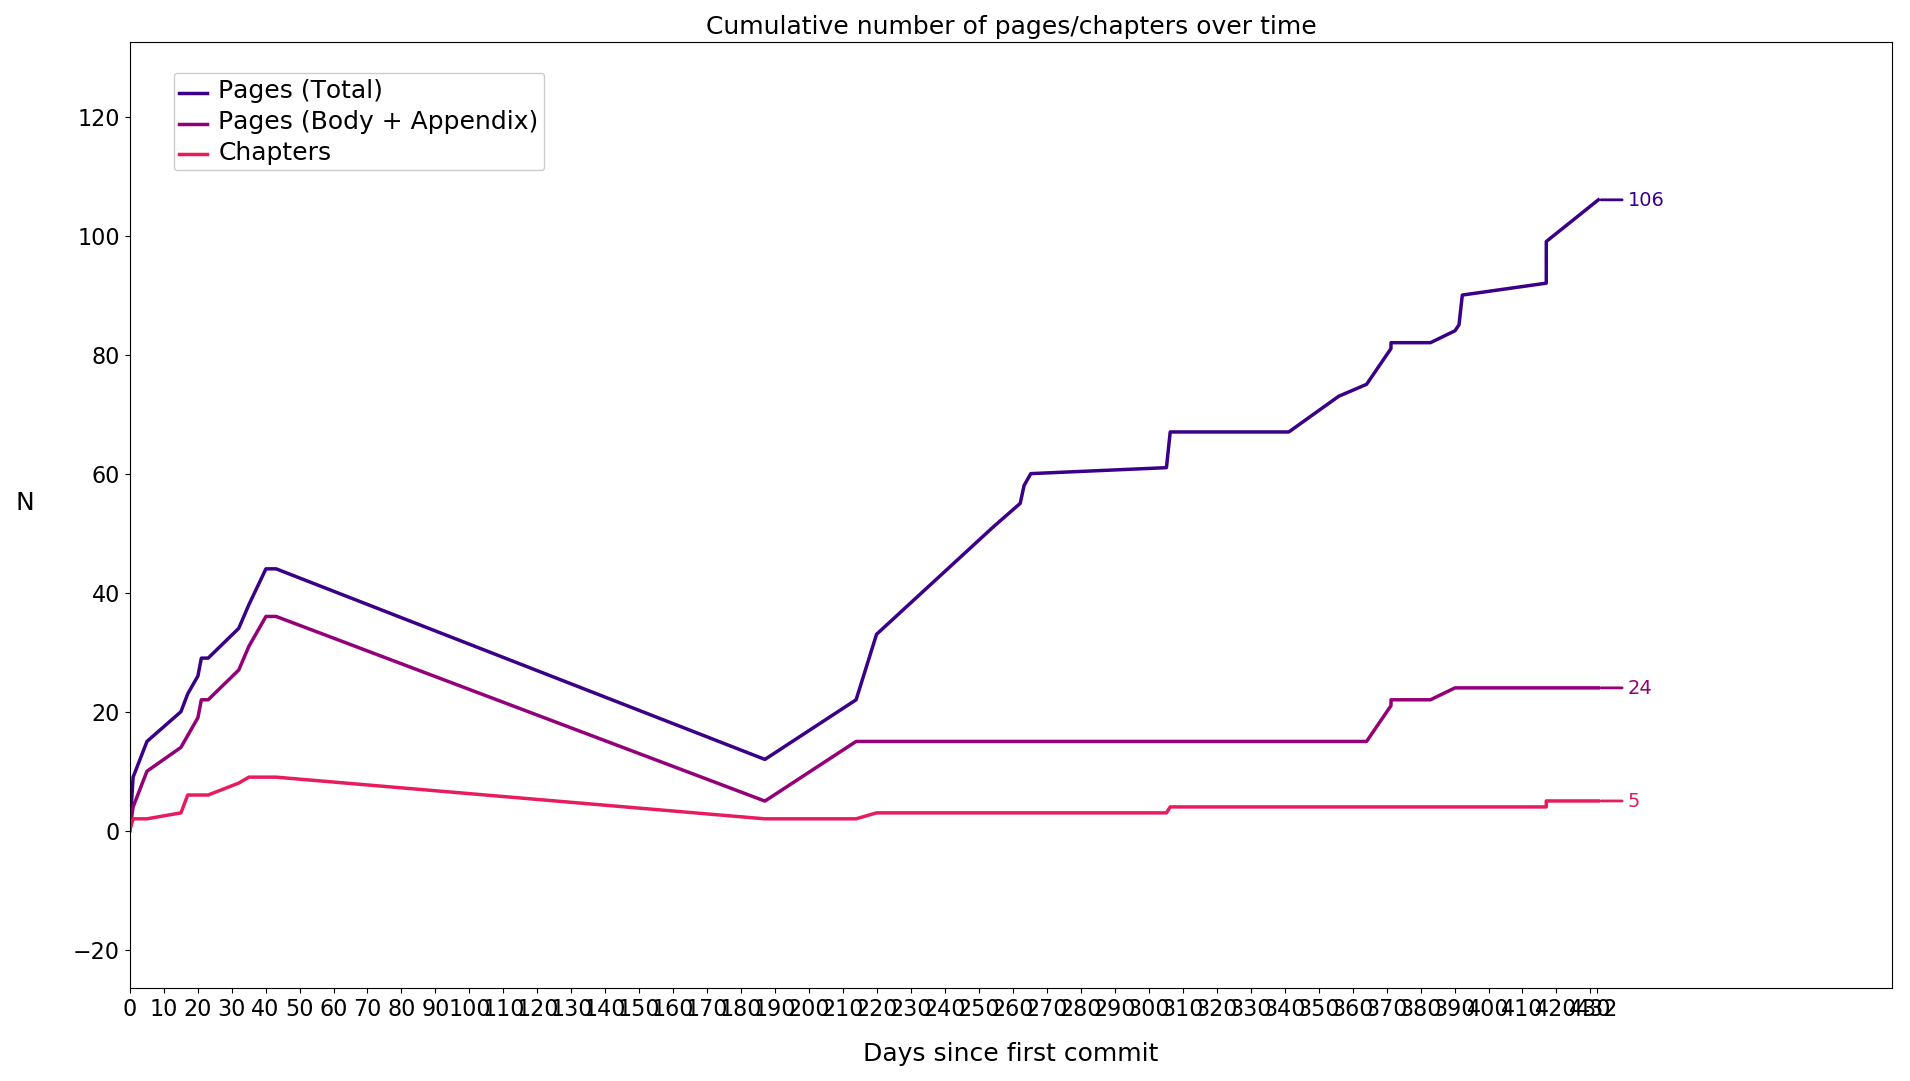 Cumulative number of pages/chapters over time
Pages (Total)
Pages (Body + Appendix)
Chapters
120
100
80
60
40
20
0
−20
N
106
24
5
0 10 20 30 40 50 60 70 80 90 100 110 120 130 140 150 160 170 180 190 200 210 220 230 240 250 260 270 280 290 300 310 320 330 340 350 360 370 380 390 400 410 420 430 432
Days since first commit